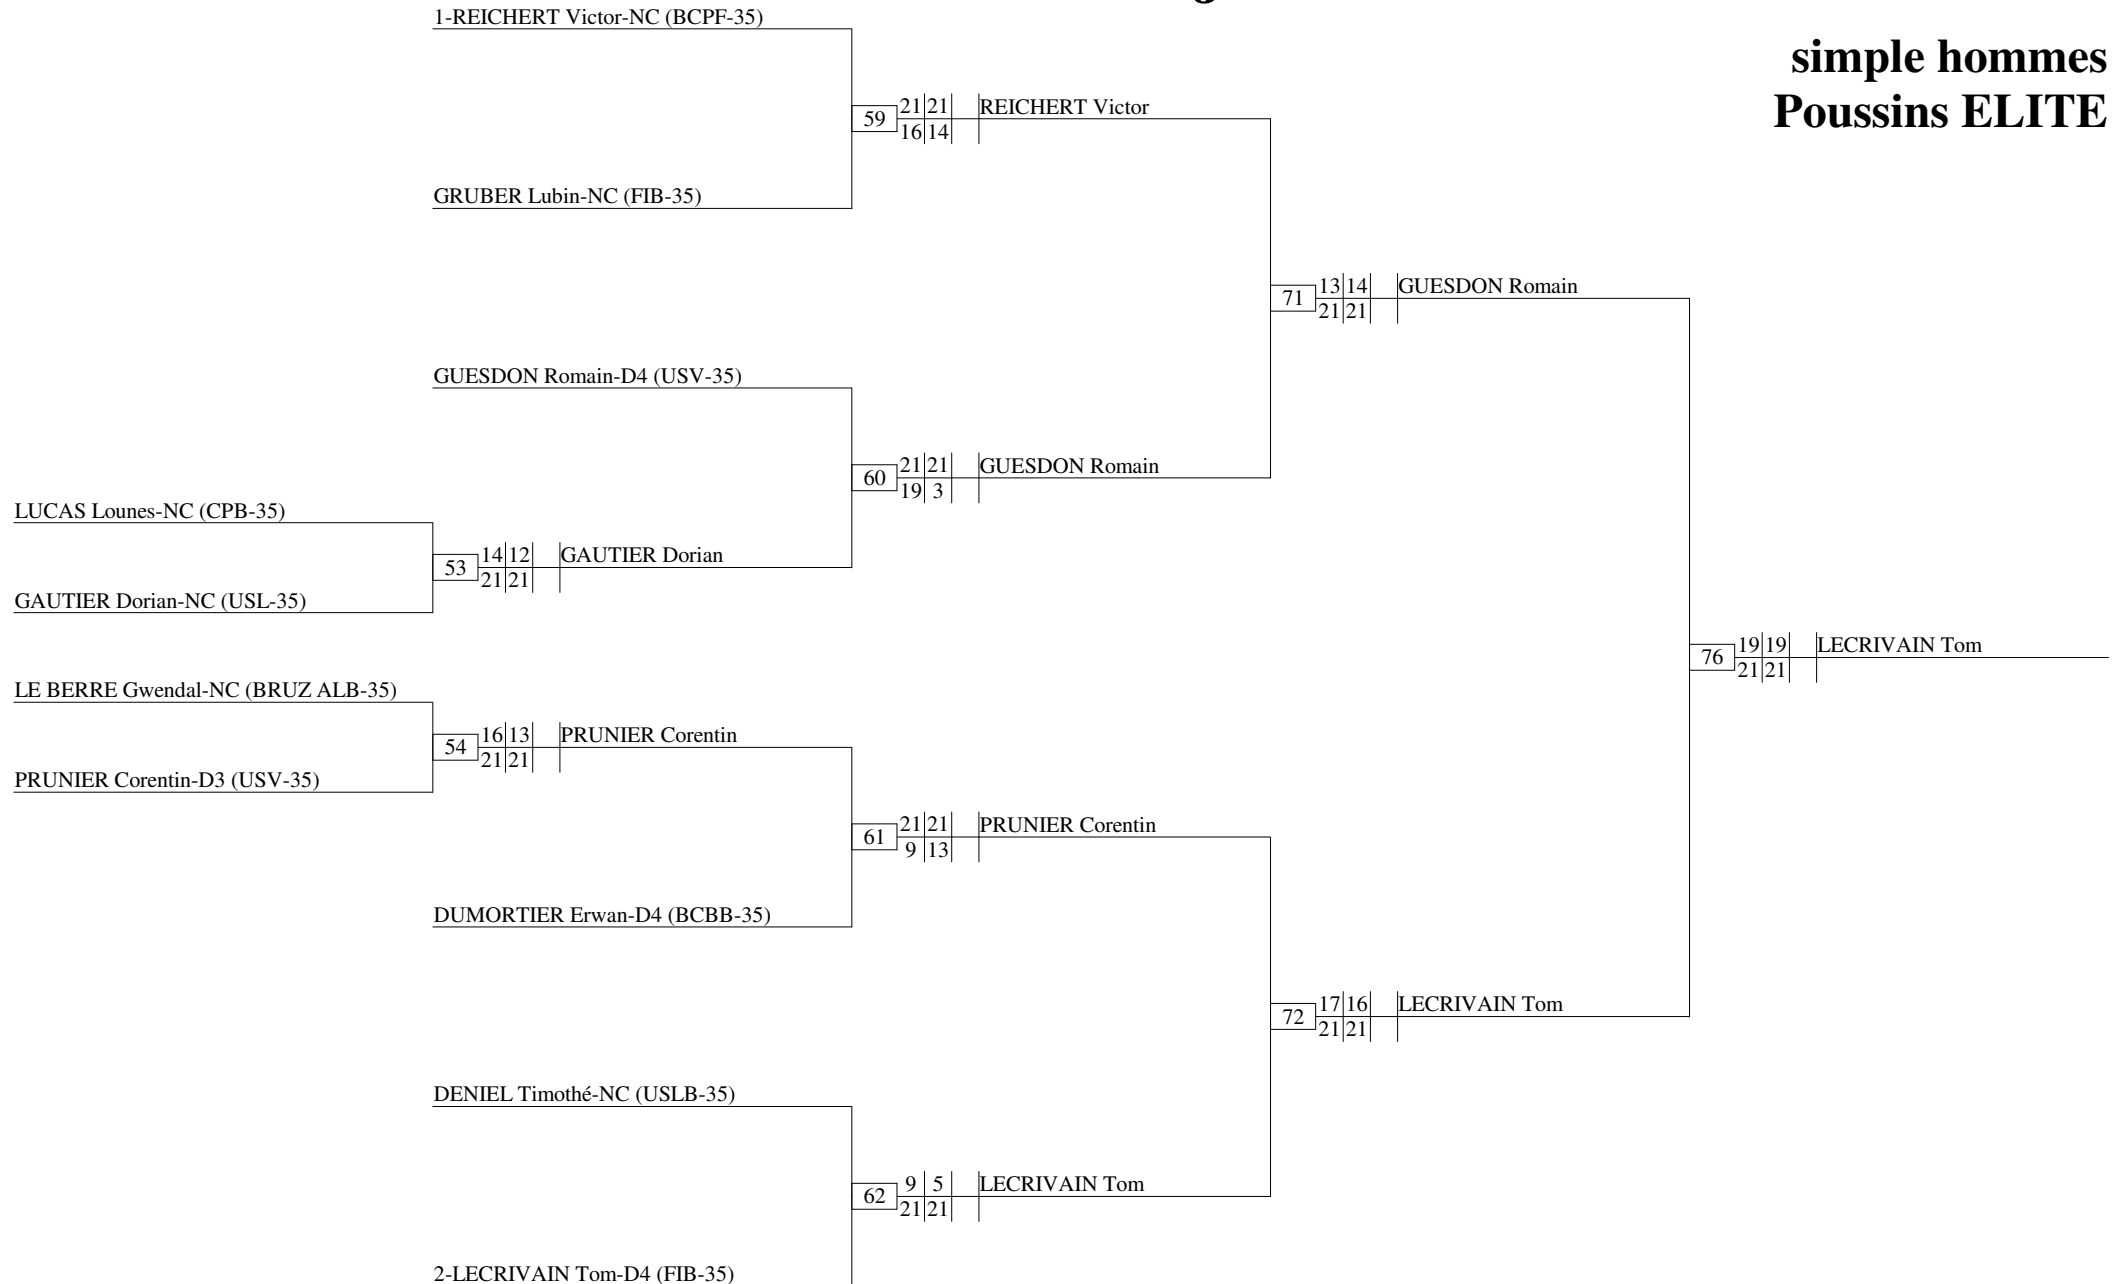 1-REICHERT Victor-NC (BCPF-35)
simple hommes
Poussins ELITE
21 21 REICHERT Victor
59
16 14
GRUBER Lubin-NC (FIB-35)
13 14 GUESDON Romain
71
21 21
GUESDON Romain-D4 (USV-35)
21 21 GUESDON Romain
60
19 3
LUCAS Lounes-NC (CPB-35)
14 12 GAUTIER Dorian
53
21 21
GAUTIER Dorian-NC (USL-35)
19 19 LECRIVAIN Tom
76
21 21
LE BERRE Gwendal-NC (BRUZ ALB-35)
16 13 PRUNIER Corentin
54
21 21
PRUNIER Corentin-D3 (USV-35)
21 21 PRUNIER Corentin
61
9 13
DUMORTIER Erwan-D4 (BCBB-35)
17 16 LECRIVAIN Tom
72
21 21
DENIEL Timothé-NC (USLB-35)
9 5 LECRIVAIN Tom
62
21 21
2-LECRIVAIN Tom-D4 (FIB-35)